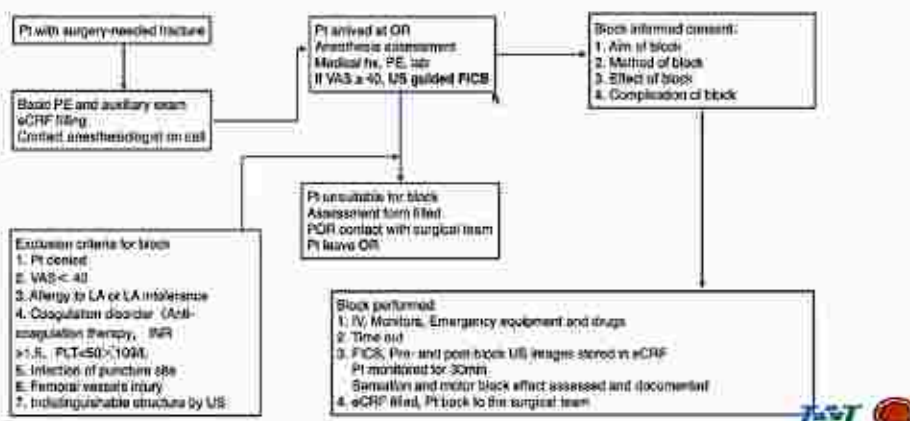 Pt with surgery-needed fracture
Basic PE and auxiliary exam
eCRF filling
Contact anesthesiologist on call
Pt arrived at OR
Anesthesia assessment
Medical hx, PE, lab
If VAS ≥ 40, US guided FICB
Block informed consent:
1. Aim of block
2. Method of block
3. Effect of block
4. Complication of block
Pt unsuitable for block
Assessment form filled
POR contact with surgical team
Pt leave OR
Exclusion criteria for block
1. Pt denied
2. VAS < 40
3. Allergy to LA or LA intolerance
4. Coagulation disorder (Anti-
coagulation therapy, INR
>1.5, PLT<50×109/L
5. Infection of puncture site
6. Femoral vessels injury
7. Indistinguishable structure by US
Block performed:
1. IV, Monitors, Emergency equipment and drugs
2. Time out
3. FICB, Pre- and post-block US images stored in eCRF
Pt monitored for 30min
Sensation and motor block effect assessed and documented
4. eCRF filled, Pt back to the surgical team